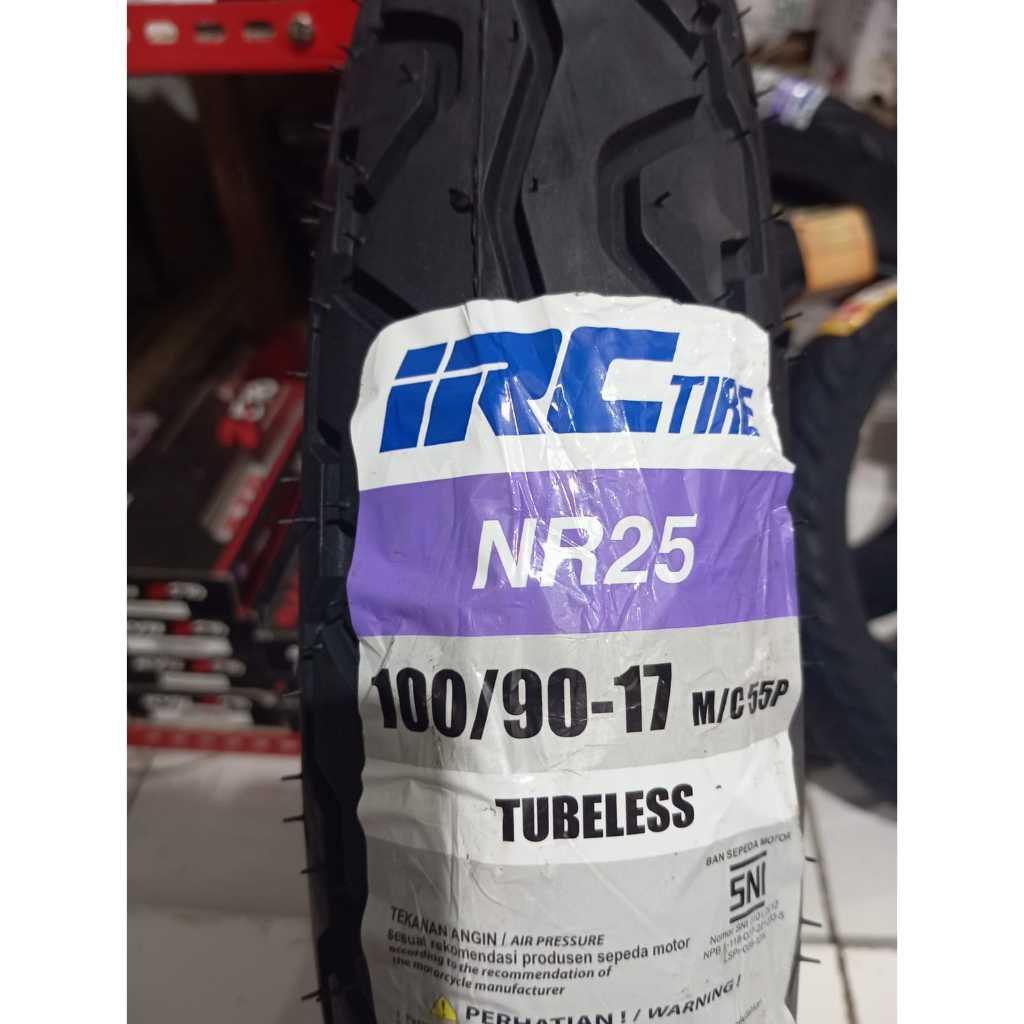 IRC TIRE
NR25
100/90-17 M/C 55P
TUBELESS
BAN SEPEDA MOTOR
SNI
TEKANAN ANGIN / AIR PRESSURE
sesuai rekomendasi produsen sepeda motor
according to the recommendation of
the motorcycle manufacturer
PERHATIAN ! / WARNING !